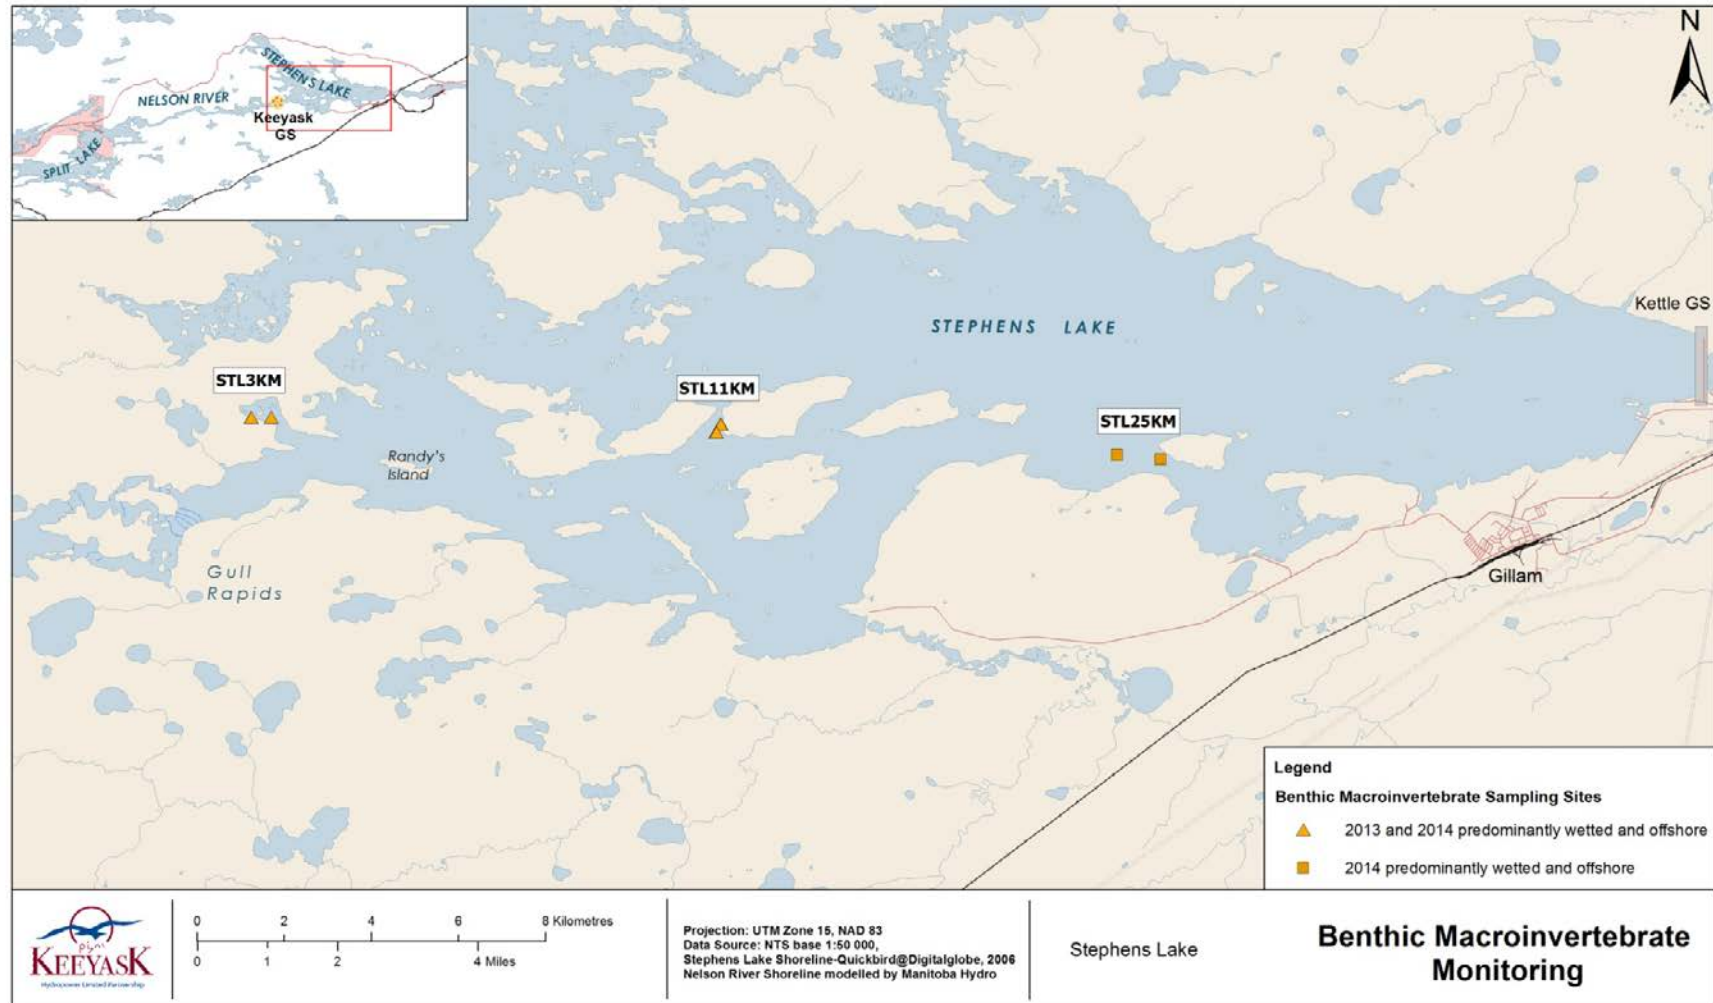 STEPHENS LAKE
NELSON RIVER
Keeyask
GS
SPLIT LAKE
N
Kettle GS
STEPHENS LAKE
STL3KM
STL11KM
STL25KM
Randy's
Island
Gull
Rapids
Gillam
Legend
Benthic Macroinvertebrate Sampling Sites
2013 and 2014 predominantly wetted and offshore
2014 predominantly wetted and offshore
KEEYASK
Hydropower Limited Partnership
0 2 4 6 8 Kilometres
0 1 2 4 Miles
Projection: UTM Zone 15, NAD 83
Data Source: NTS base 1:50 000,
Stephens Lake Shoreline-Quickbird@Digitalglobe, 2006
Nelson River Shoreline modelled by Manitoba Hydro
Stephens Lake
Benthic Macroinvertebrate
Monitoring